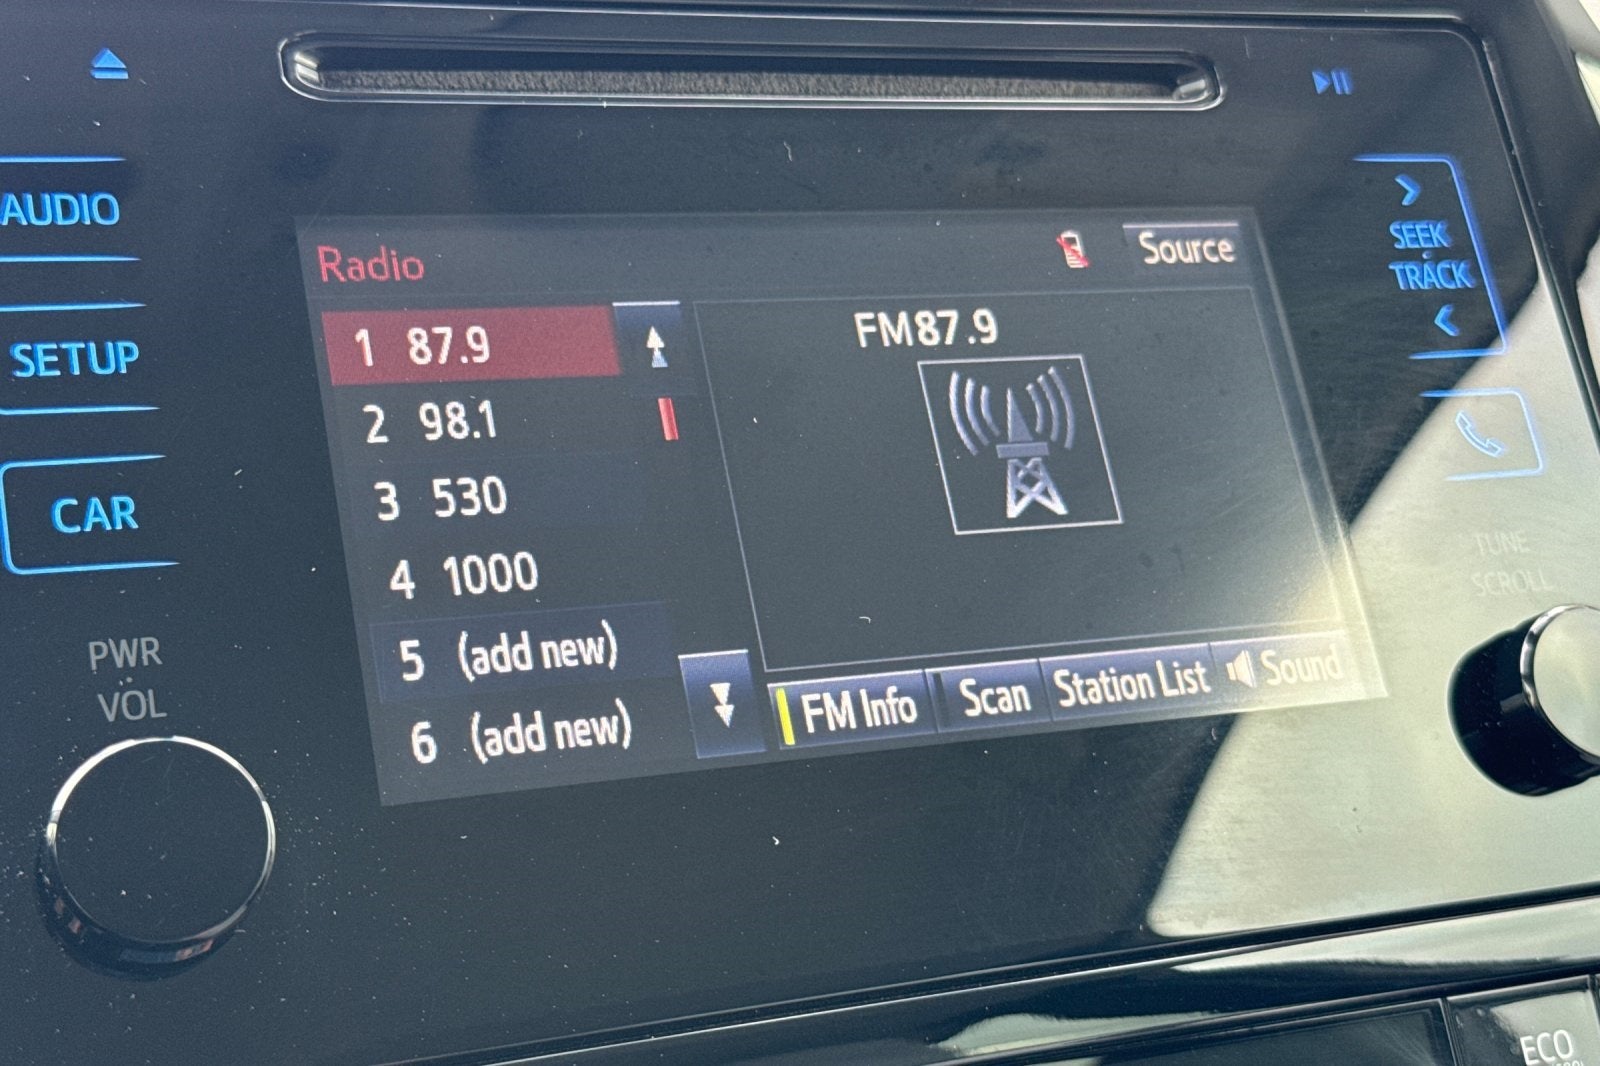 AUDIO
SETUP
CAR
PWR
VOL
Radio
Source
1 87.9
2 98.1
3 530
4 1000
5 (add new)
6 (add new)
FM87.9
FM Info
Scan
Station List
Sound
SEEK
TRACK
TUNE
SCROLL
ECO